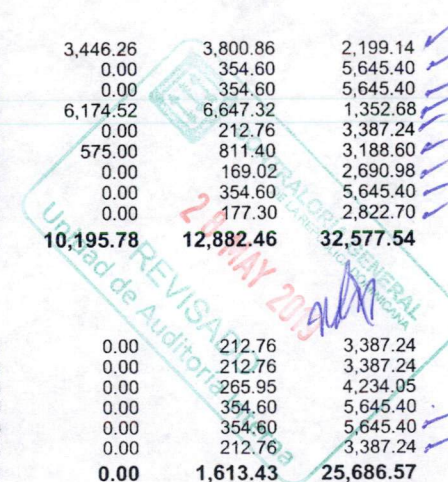 3,446.26 3,800.86 2,199.14
0.00 354.60 5,645.40
0.00 354.60 5,645.40
6,174.52 6,647.32 1,352.68
0.00 212.76 3,387.24
575.00 811.40 3,188.60
0.00 169.02 2,690.98
0.00 354.60 5,645.40
0.00 177.30 2,822.70
10,195.78 12,882.46 32,577.54
CONTRALORIA GENERAL
DE LA REPUBLICA DOMINICANA
MAY 2019
REVISADO
Unidad de Auditoría Interna
0.00 212.76 3,387.24
0.00 212.76 3,387.24
0.00 265.95 4,234.05
0.00 354.60 5,645.40
0.00 354.60 5,645.40
0.00 212.76 3,387.24
0.00 1,613.43 25,686.57